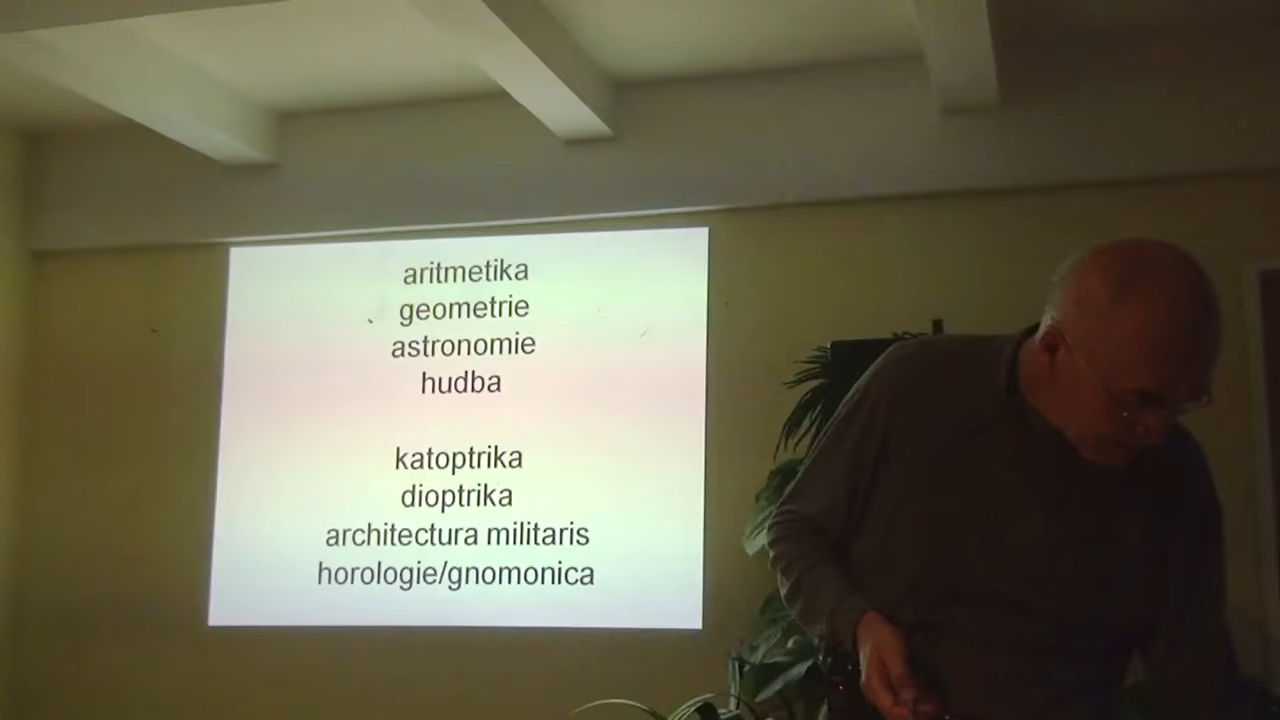 aritmetika
geometrie
astronomie
hudba
katoptrika
dioptrika
architectura militaris
horologie/gnomonica